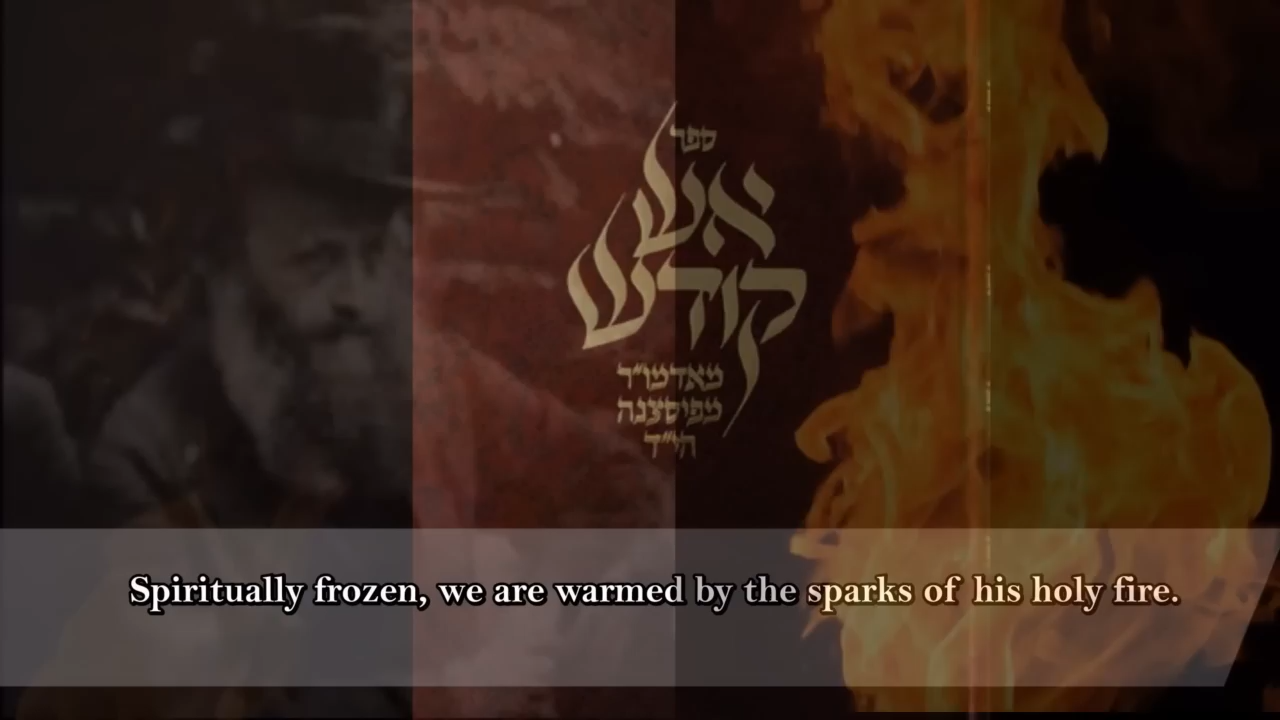 ספר
אש
קודש
מאדמו״ר
מפיסצנה
הי״ד
Spiritually frozen, we are warmed by the sparks of his holy fire.